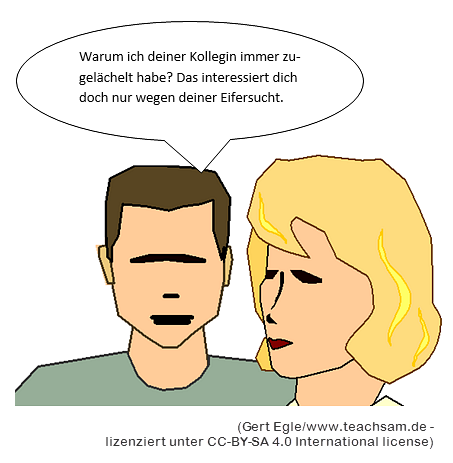 Warum ich deiner Kollegin immer zu-
gelächelt habe? Das interessiert dich
doch nur wegen deiner Eifersucht.
(Gert Egle/www.teachsam.de -
lizenziert unter CC-BY-SA 4.0 International license)